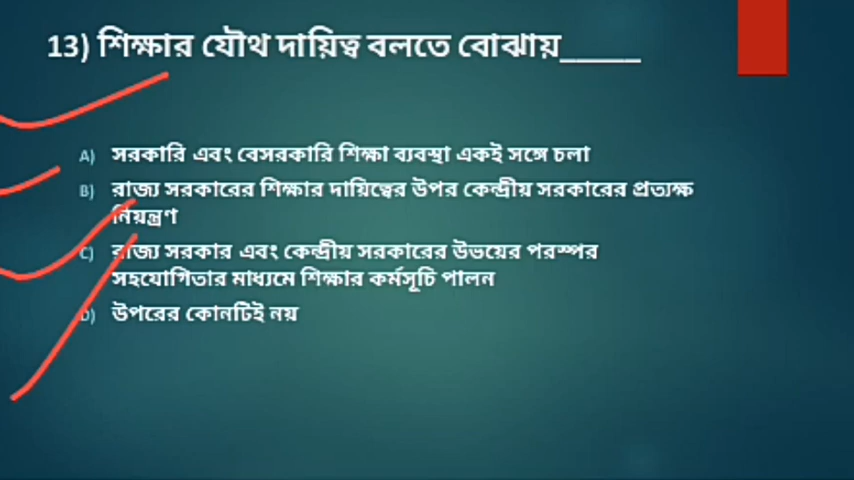 13) শিক্ষার যৌথ দায়িত্ব বলতে বোঝায়_____
A) সরকারি এবং বেসরকারি শিক্ষা ব্যবস্থা একই সঙ্গে চলা
B) রাজ্য সরকারের শিক্ষার দায়িত্বের উপর কেন্দ্রীয় সরকারের প্রত্যক্ষ
নিয়ন্ত্রণ
C) রাজ্য সরকার এবং কেন্দ্রীয় সরকারের উভয়ের পরস্পর
সহযোগিতার মাধ্যমে শিক্ষার কর্মসূচি পালন
D) উপরের কোনটিই নয়